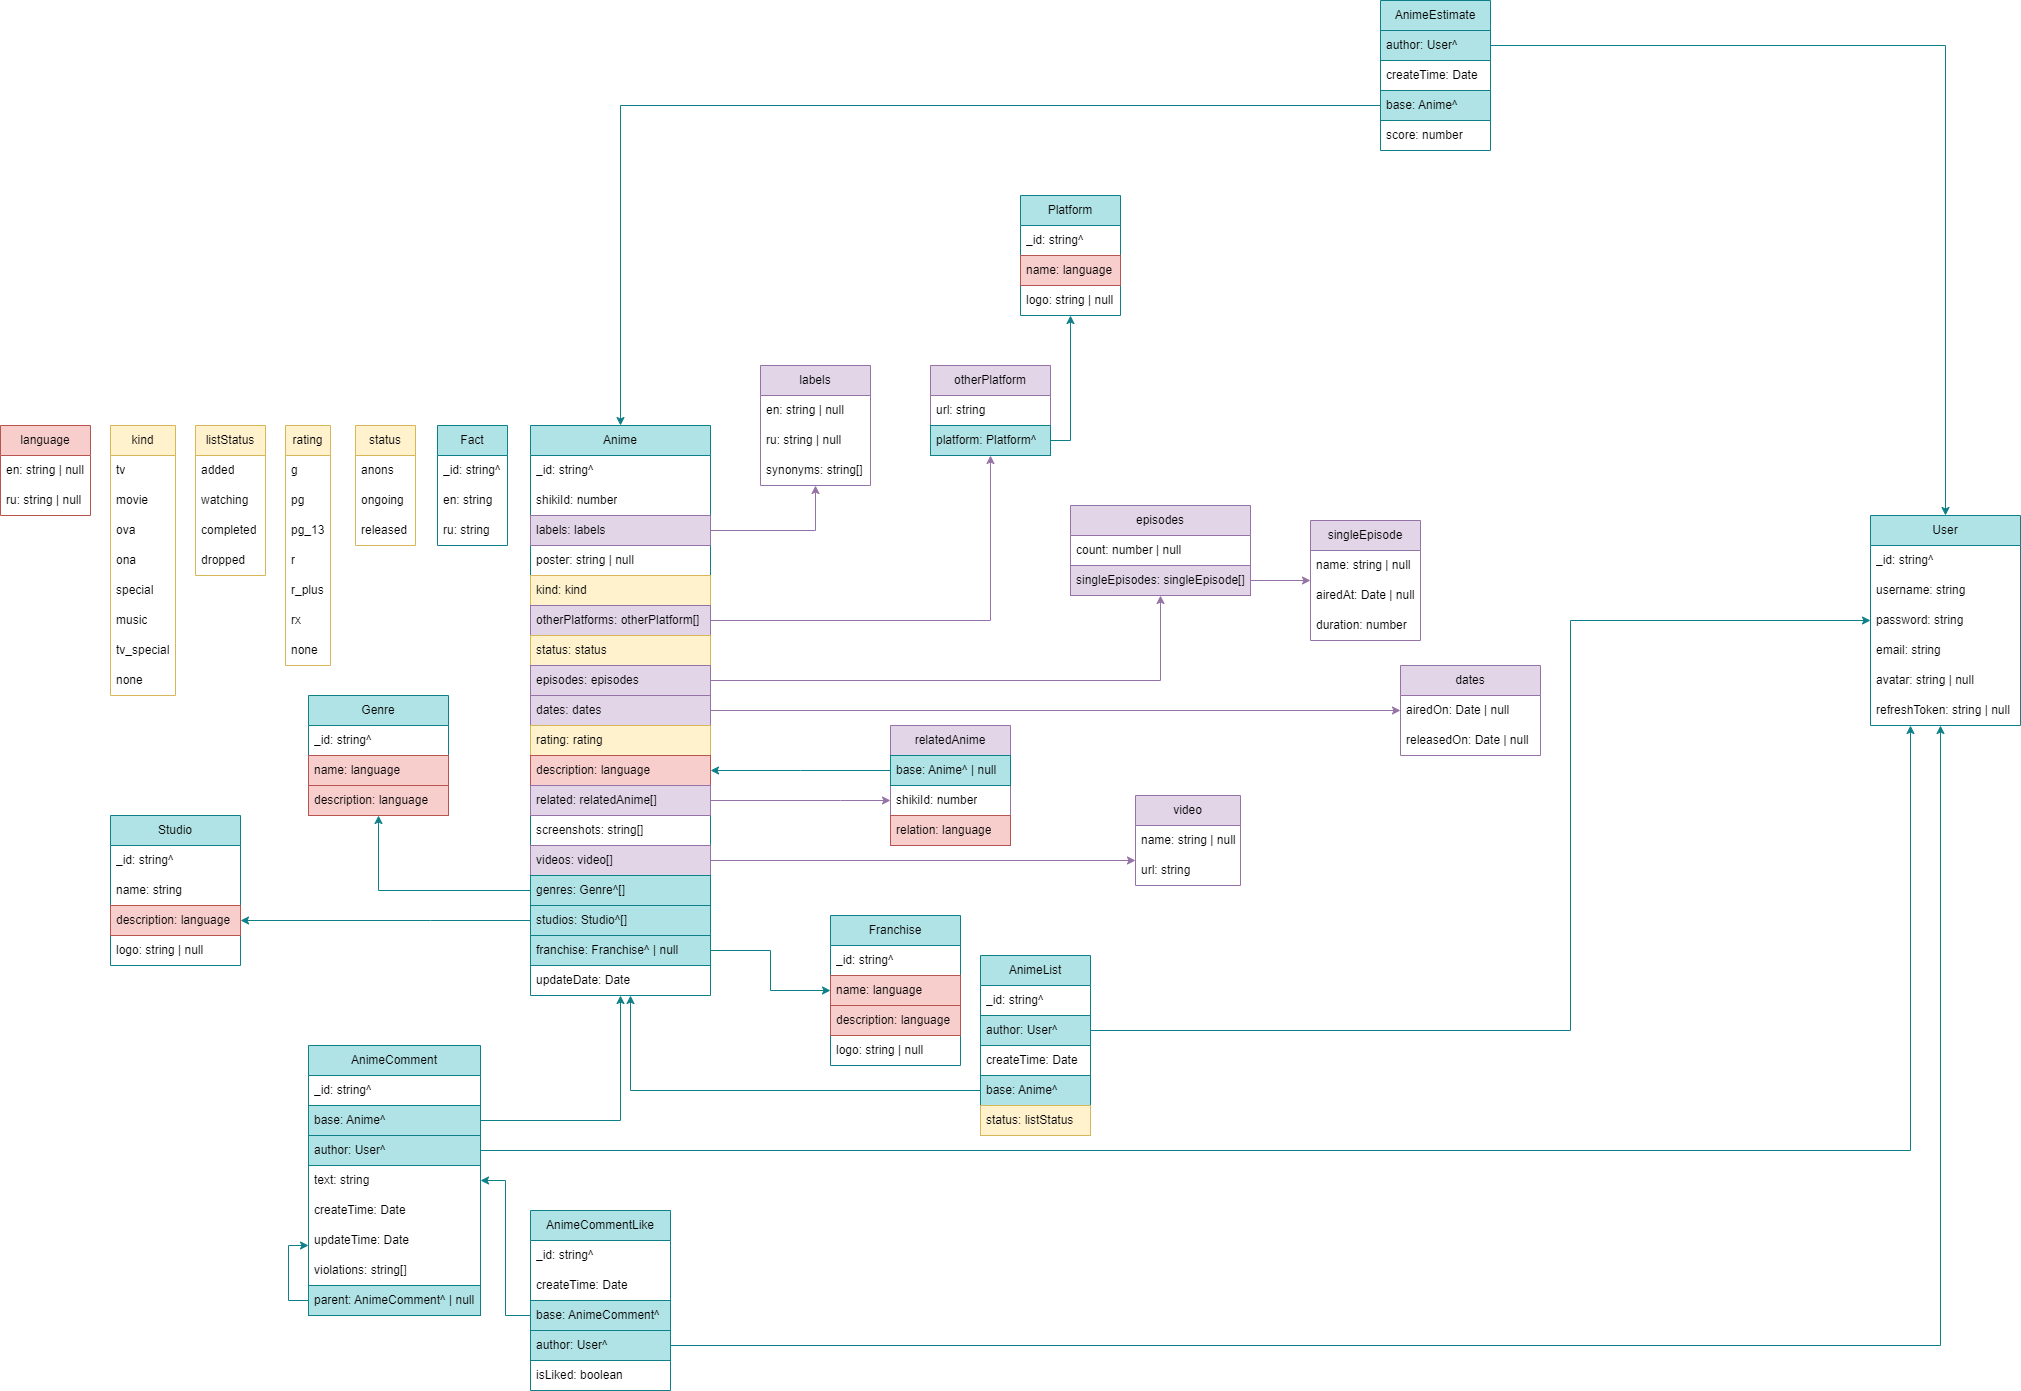 AnimeEstimate
author: User^
createTime: Date
base: Anime^
score: number
Platform
_id: string^
name: language
logo: string | null
labels
en: string | null
ru: string | null
synonyms: string[]
otherPlatform
url: string
platform: Platform^
language
en: string | null
ru: string | null
kind
tv
movie
ova
ona
special
music
tv_special
none
listStatus
added
watching
completed
dropped
rating
g
pg
pg_13
r
r_plus
rx
none
status
anons
ongoing
released
Fact
_id: string^
en: string
ru: string
Anime
_id: string^
shikiId: number
labels: labels
poster: string | null
kind: kind
otherPlatforms: otherPlatform[]
status: status
episodes: episodes
dates: dates
rating: rating
description: language
related: relatedAnime[]
screenshots: string[]
videos: video[]
genres: Genre^[]
studios: Studio^[]
franchise: Franchise^ | null
updateDate: Date
episodes
count: number | null
singleEpisodes: singleEpisode[]
singleEpisode
name: string | null
airedAt: Date | null
duration: number
User
_id: string^
username: string
password: string
email: string
avatar: string | null
refreshToken: string | null
dates
airedOn: Date | null
releasedOn: Date | null
Genre
_id: string^
name: language
description: language
relatedAnime
base: Anime^ | null
shikiId: number
relation: language
video
name: string | null
url: string
Studio
_id: string^
name: string
description: language
logo: string | null
Franchise
_id: string^
name: language
description: language
logo: string | null
AnimeList
_id: string^
author: User^
createTime: Date
base: Anime^
status: listStatus
AnimeComment
_id: string^
base: Anime^
author: User^
text: string
createTime: Date
updateTime: Date
violations: string[]
parent: AnimeComment^ | null
AnimeCommentLike
_id: string^
createTime: Date
base: AnimeComment^
author: User^
isLiked: boolean